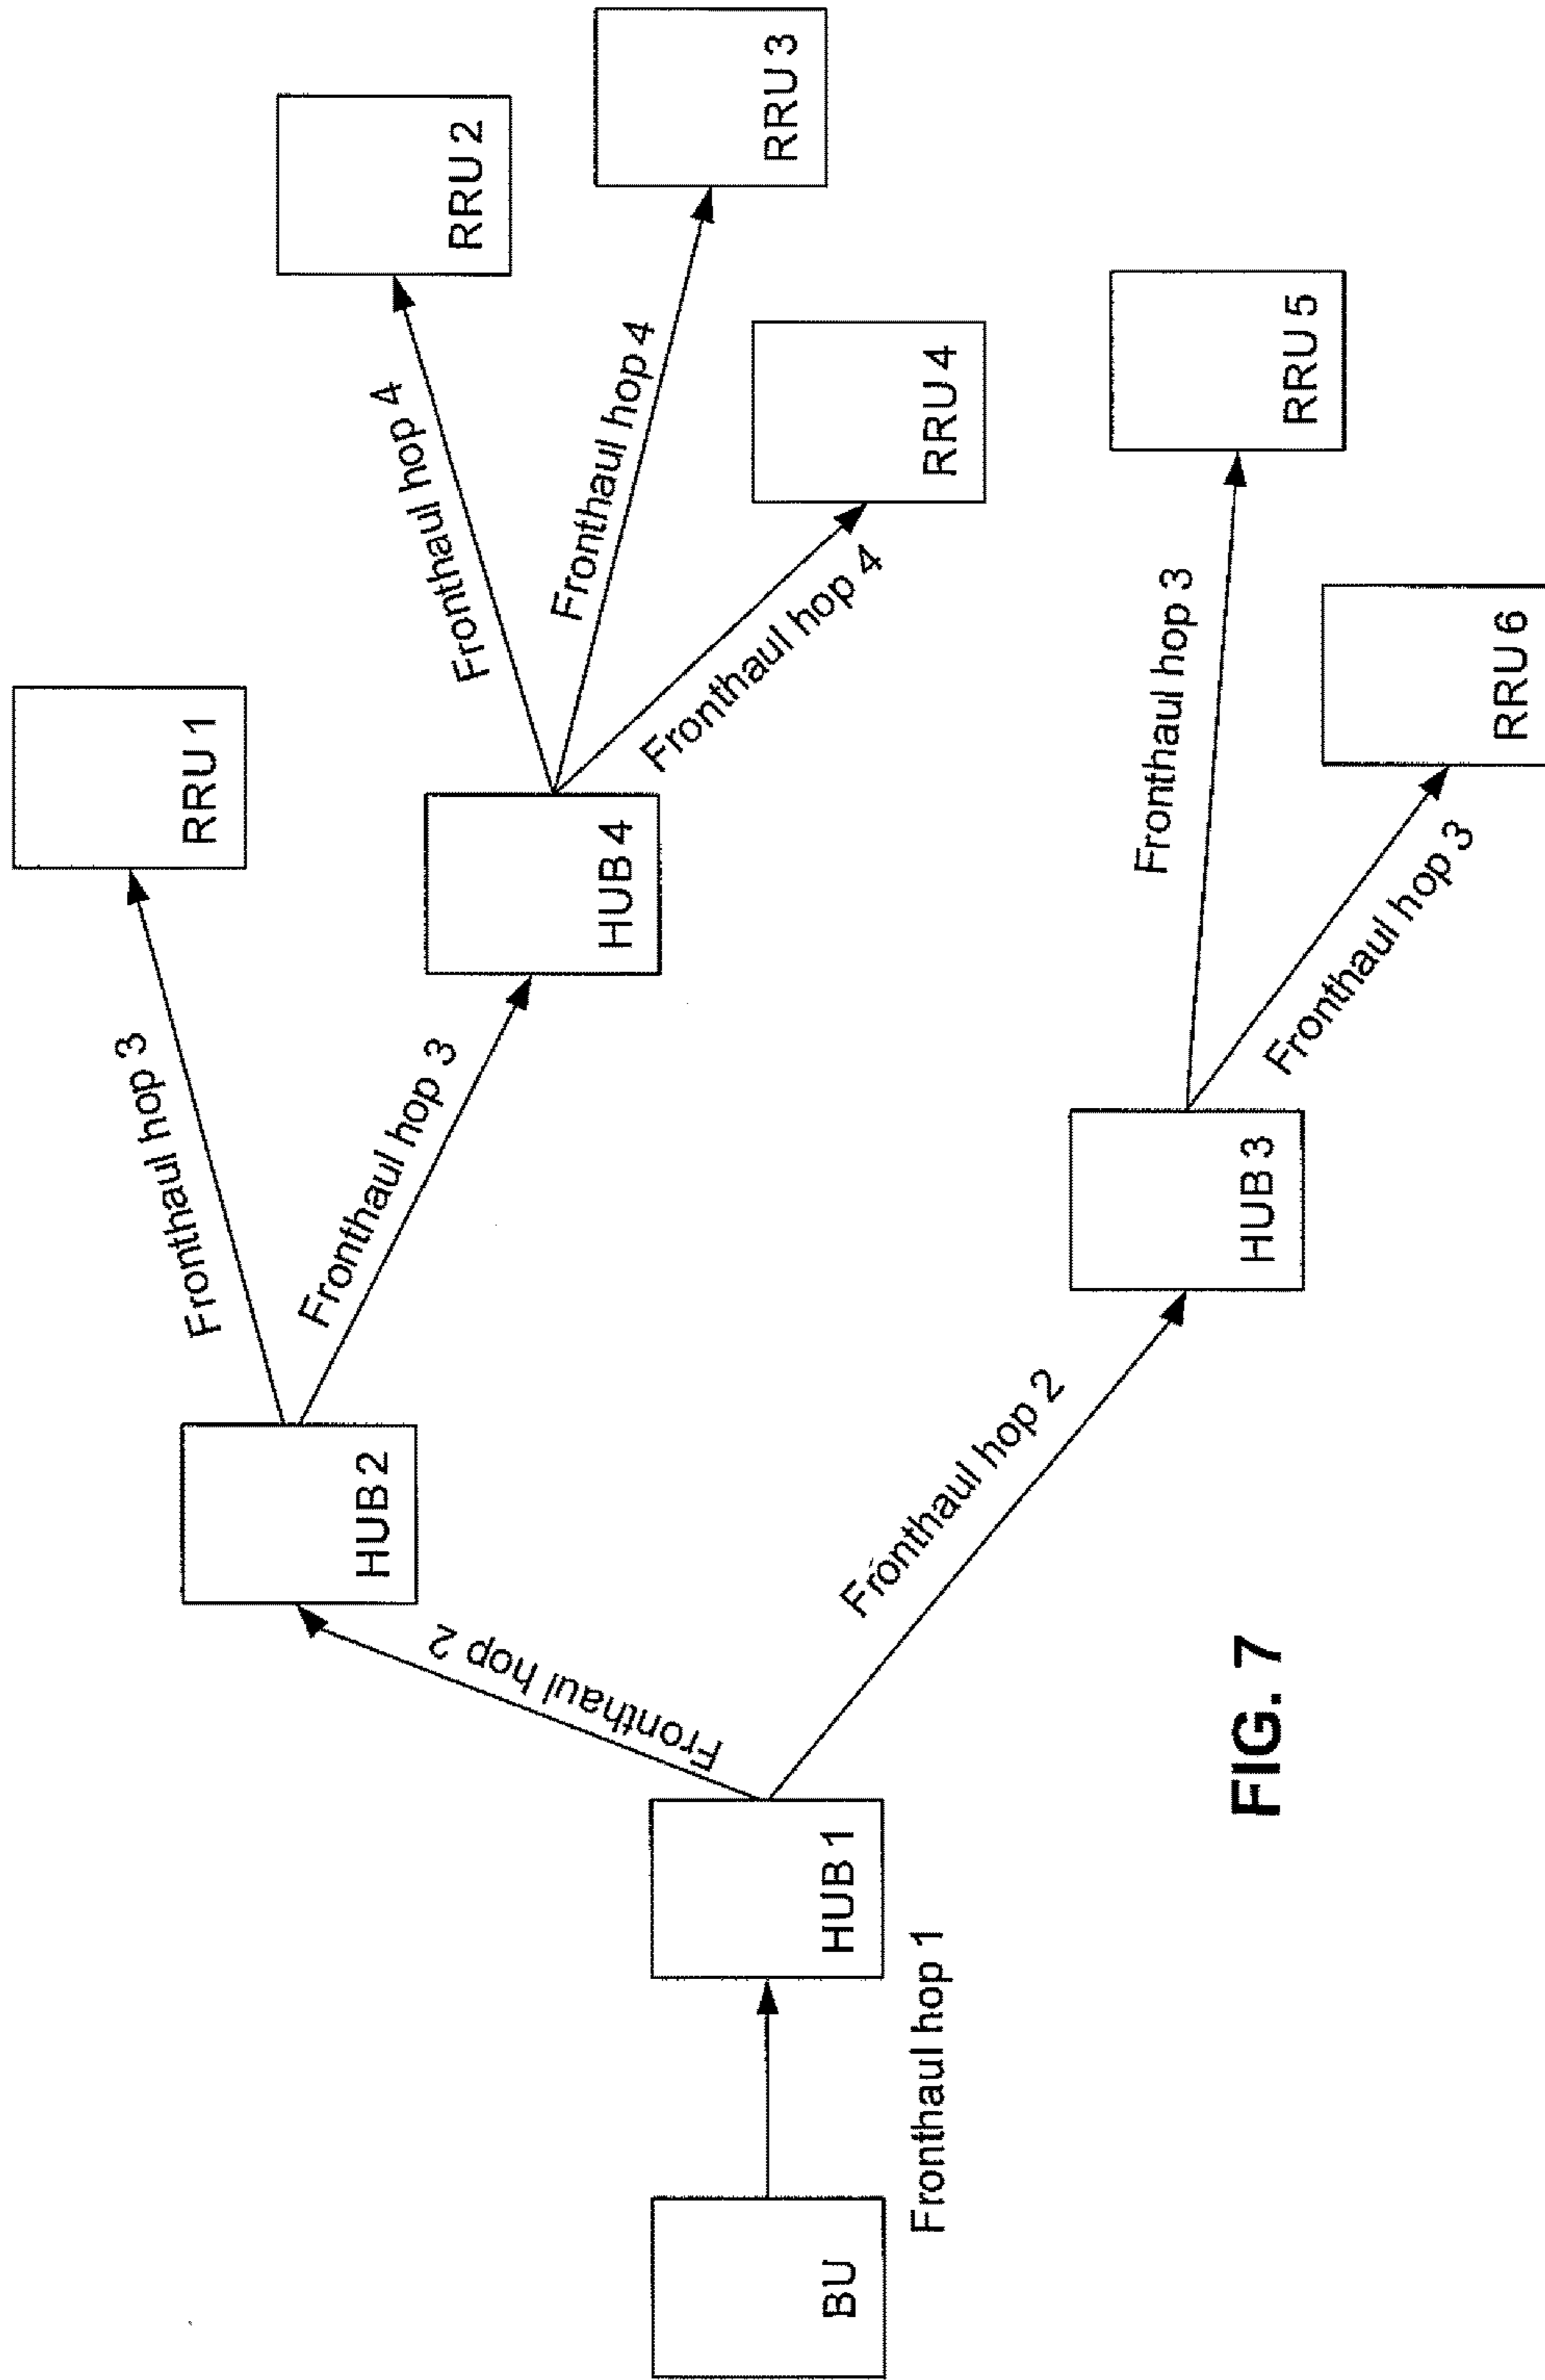 RRU 1
RRU 2
RRU 3
Fronthaul hop 3
Fronthaul hop 4
Fronthaul hop 4
HUB 2
Fronthaul hop 3
HUB 4
Fronthaul hop 4
RRU 4
Fronthaul hop 2
BU
HUB 1
Fronthaul hop 1
Fronthaul hop 2
HUB 3
Fronthaul hop 3
RRU 5
Fronthaul hop 3
RRU 6
FIG. 7